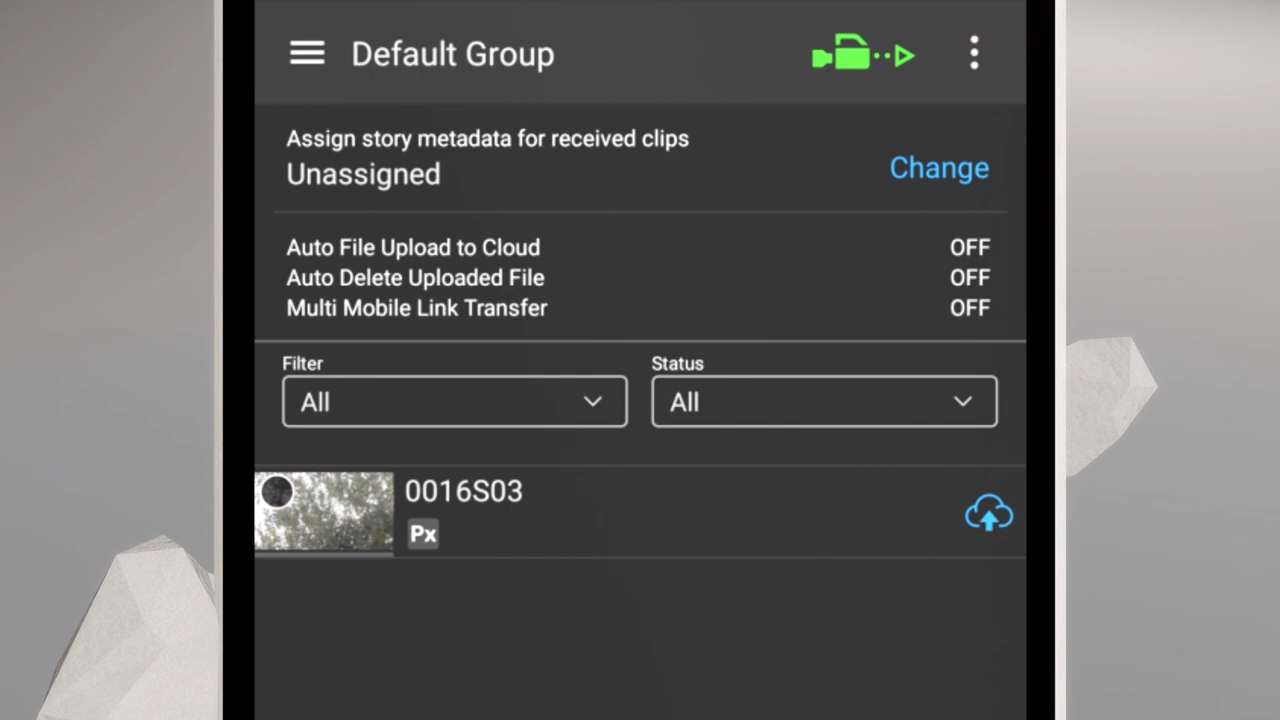 Default Group
Assign story metadata for received clips
Unassigned
Change
Auto File Upload to Cloud OFF
Auto Delete Uploaded File OFF
Multi Mobile Link Transfer OFF
Filter Status
All All
0016S03
Px